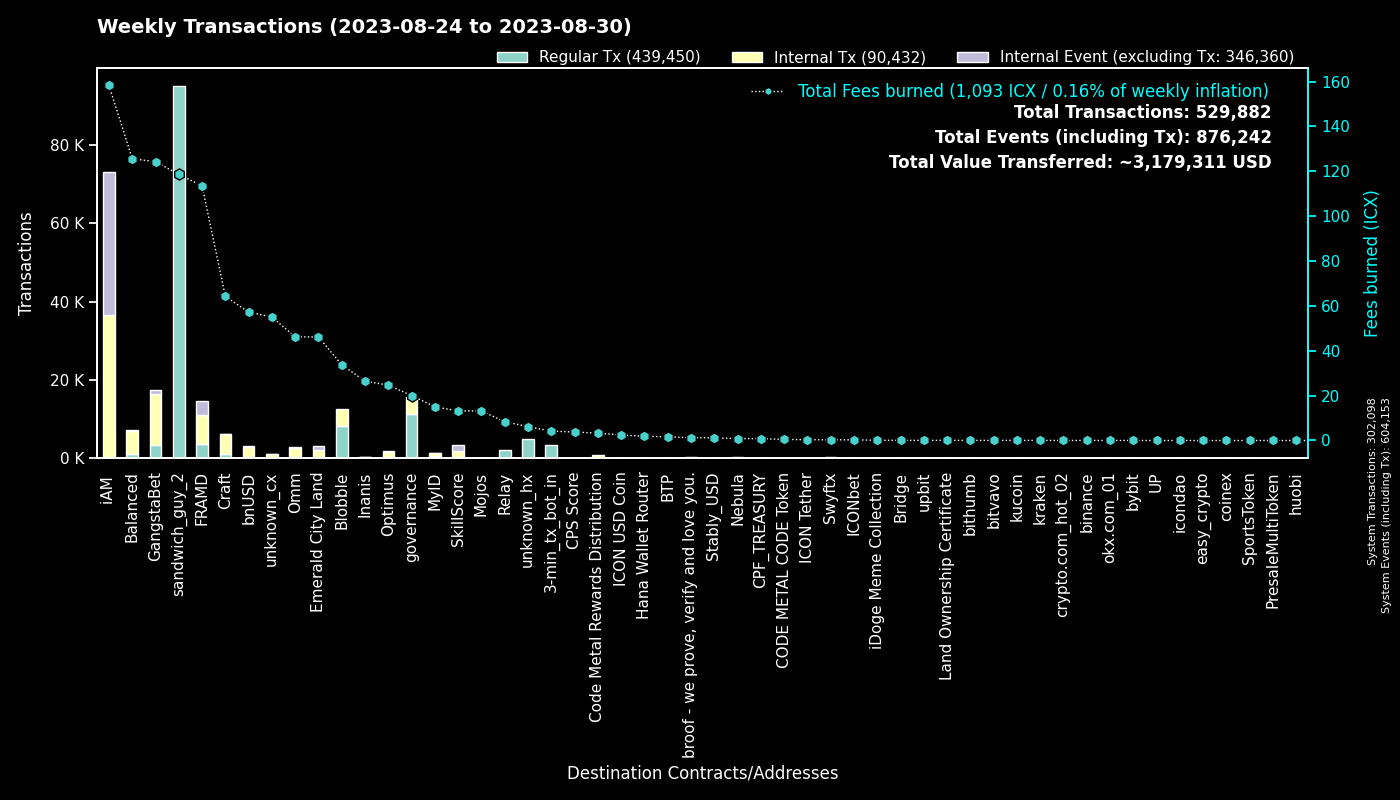 Weekly Transactions (2023-08-24 to 2023-08-30)
Regular Tx (439,450)
Internal Tx (90,432)
Internal Event (excluding Tx: 346,360)
Total Fees burned (1,093 ICX / 0.16% of weekly inflation)
Total Transactions: 529,882
Total Events (including Tx): 876,242
Total Value Transferred: ~3,179,311 USD
Transactions
80 K
60 K
40 K
20 K
0 K
160
140
120
100
80
60
40
20
0
Fees burned (ICX)
System Transactions: 302,098
System Events (including Tx): 604,153
iAM
Balanced
GangstaBet
sandwich_guy_2
FRAMD
Craft
bnUSD
unknown_cx
Omm
Emerald City Land
Blobble
Inanis
Optimus
governance
MyID
SkillScore
Mojos
Relay
unknown_hx
3-min_tx_bot_in
CPS Score
Code Metal Rewards Distribution
ICON USD Coin
Hana Wallet Router
BTP
broof - we prove, verify and love you.
Stably_USD
Nebula
CPF_TREASURY
CODE METAL CODE Token
ICON Tether
Swyftx
ICONbet
iDoge Meme Collection
Bridge
upbit
Land Ownership Certificate
bithumb
bitvavo
kucoin
kraken
crypto.com_hot_02
binance
okx.com_01
bybit
UP
icondao
easy_crypto
coinex
SportsToken
PresaleMultiToken
huobi
Destination Contracts/Addresses